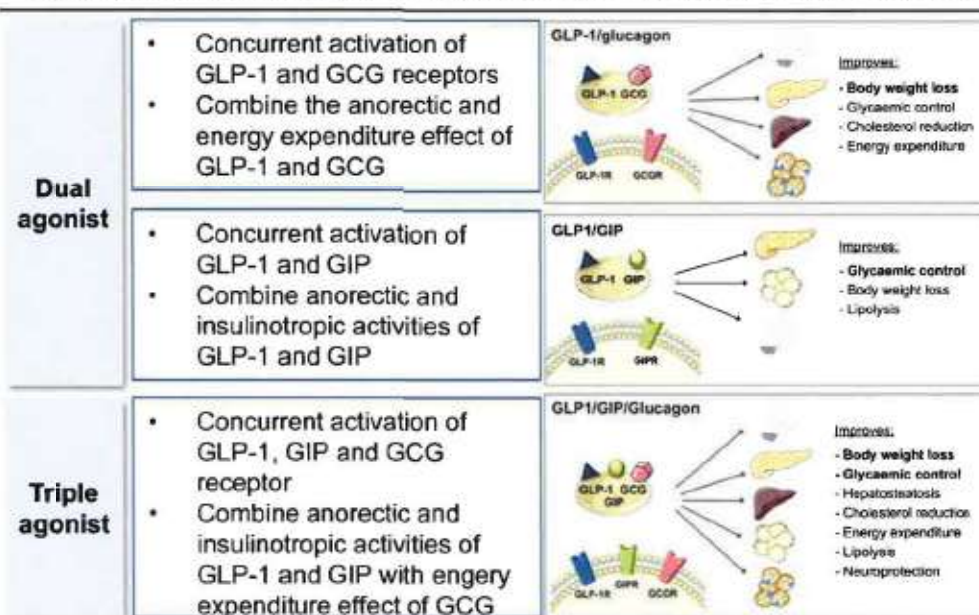 Dual
agonist
• Concurrent activation of
GLP-1 and GCG receptors
• Combine the anorectic and
energy expenditure effect of
GLP-1 and GCG
GLP-1/glucagon
GLP-1 GCG
GLP-1R GCGR
Improves:
- Body weight loss
- Glycaemic control
- Cholesterol reduction
- Energy expenditure
• Concurrent activation of
GLP-1 and GIP
• Combine anorectic and
insulinotropic activities of
GLP-1 and GIP
GLP1/GIP
GLP-1 GIP
GLP-1R GIPR
Improves:
- Glycaemic control
- Body weight loss
- Lipolysis
Triple
agonist
• Concurrent activation of
GLP-1, GIP and GCG
receptor
• Combine anorectic and
insulinotropic activities of
GLP-1 and GIP with engery
expenditure effect of GCG
GLP1/GIP/Glucagon
GLP-1 GCG
GIP
GLP-1R GIPR GCGR
Improves:
- Body weight loss
- Glycaemic control
- Hepatosteatosis
- Cholesterol reduction
- Energy expenditure
- Lipolysis
- Neuroprotection